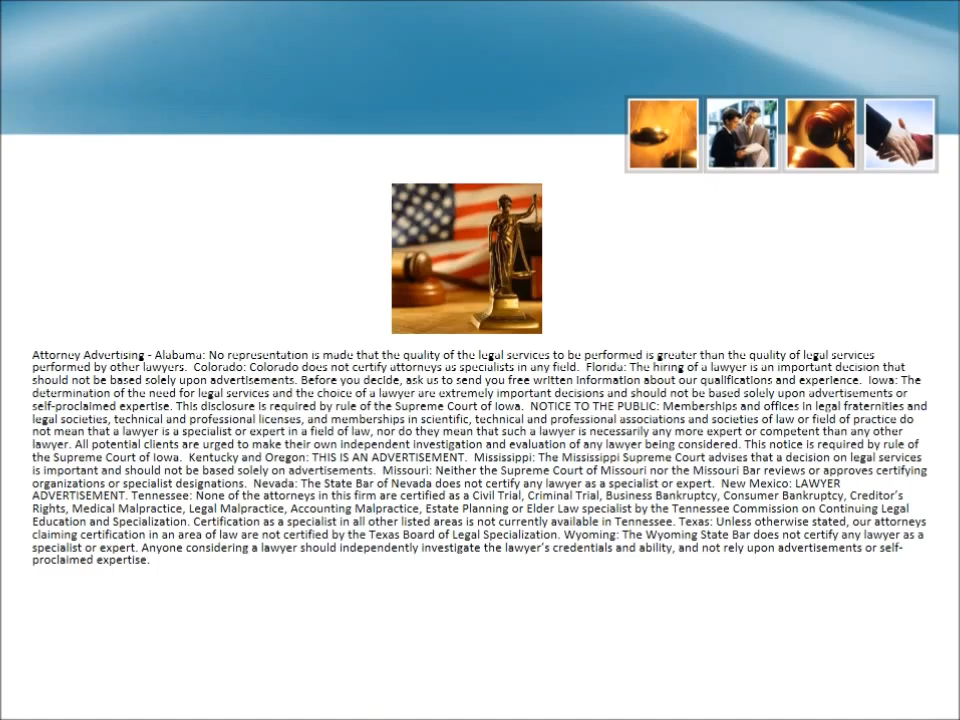 Attorney Advertising - Alabama: No representation is made that the quality of the legal services to be performed is greater than the quality of legal services
performed by other lawyers.  Colorado: Colorado does not certify attorneys as specialists in any field.  Florida: The hiring of a lawyer is an important decision that
should not be based solely upon advertisements. Before you decide, ask us to send you free written information about our qualifications and experience.  Iowa: The
determination of the need for legal services and the choice of a lawyer are extremely important decisions and should not be based solely upon advertisements or
self-proclaimed expertise. This disclosure is required by rule of the Supreme Court of Iowa.  NOTICE TO THE PUBLIC: Memberships and offices in legal fraternities and
legal societies, technical and professional licenses, and memberships in scientific, technical and professional associations and societies of law or field of practice do
not mean that a lawyer is a specialist or expert in a field of law, nor do they mean that such a lawyer is necessarily any more expert or competent than any other
lawyer. All potential clients are urged to make their own independent investigation and evaluation of any lawyer being considered. This notice is required by rule of
the Supreme Court of Iowa.  Kentucky and Oregon: THIS IS AN ADVERTISEMENT.  Mississippi: The Mississippi Supreme Court advises that a decision on legal services
is important and should not be based solely on advertisements.  Missouri: Neither the Supreme Court of Missouri nor the Missouri Bar reviews or approves certifying
organizations or specialist designations.  Nevada: The State Bar of Nevada does not certify any lawyer as a specialist or expert.  New Mexico: LAWYER
ADVERTISEMENT. Tennessee: None of the attorneys in this firm are certified as a Civil Trial, Criminal Trial, Business Bankruptcy, Consumer Bankruptcy, Creditor's
Rights, Medical Malpractice, Legal Malpractice, Accounting Malpractice, Estate Planning or Elder Law specialist by the Tennessee Commission on Continuing Legal
Education and Specialization. Certification as a specialist in all other listed areas is not currently available in Tennessee. Texas: Unless otherwise stated, our attorneys
claiming certification in an area of law are not certified by the Texas Board of Legal Specialization. Wyoming: The Wyoming State Bar does not certify any lawyer as a
specialist or expert. Anyone considering a lawyer should independently investigate the lawyer's credentials and ability, and not rely upon advertisements or self-
proclaimed expertise.